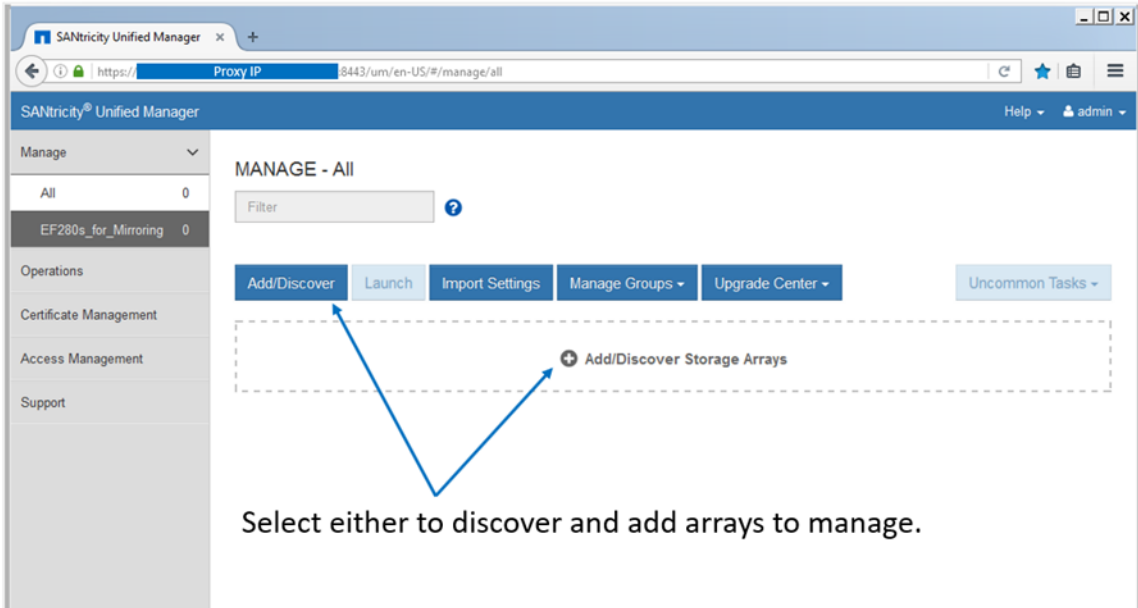 SANtricity Unified Manager × +
https:// Proxy IP :8443/um/en-US/#/manage/all
SANtricity® Unified Manager
Help admin
Manage
All 0
EF280s_for_Mirroring 0
Operations
Certificate Management
Access Management
Support
MANAGE - All
Filter ?
Add/Discover Launch Import Settings Manage Groups Upgrade Center Uncommon Tasks
Add/Discover Storage Arrays
Select either to discover and add arrays to manage.